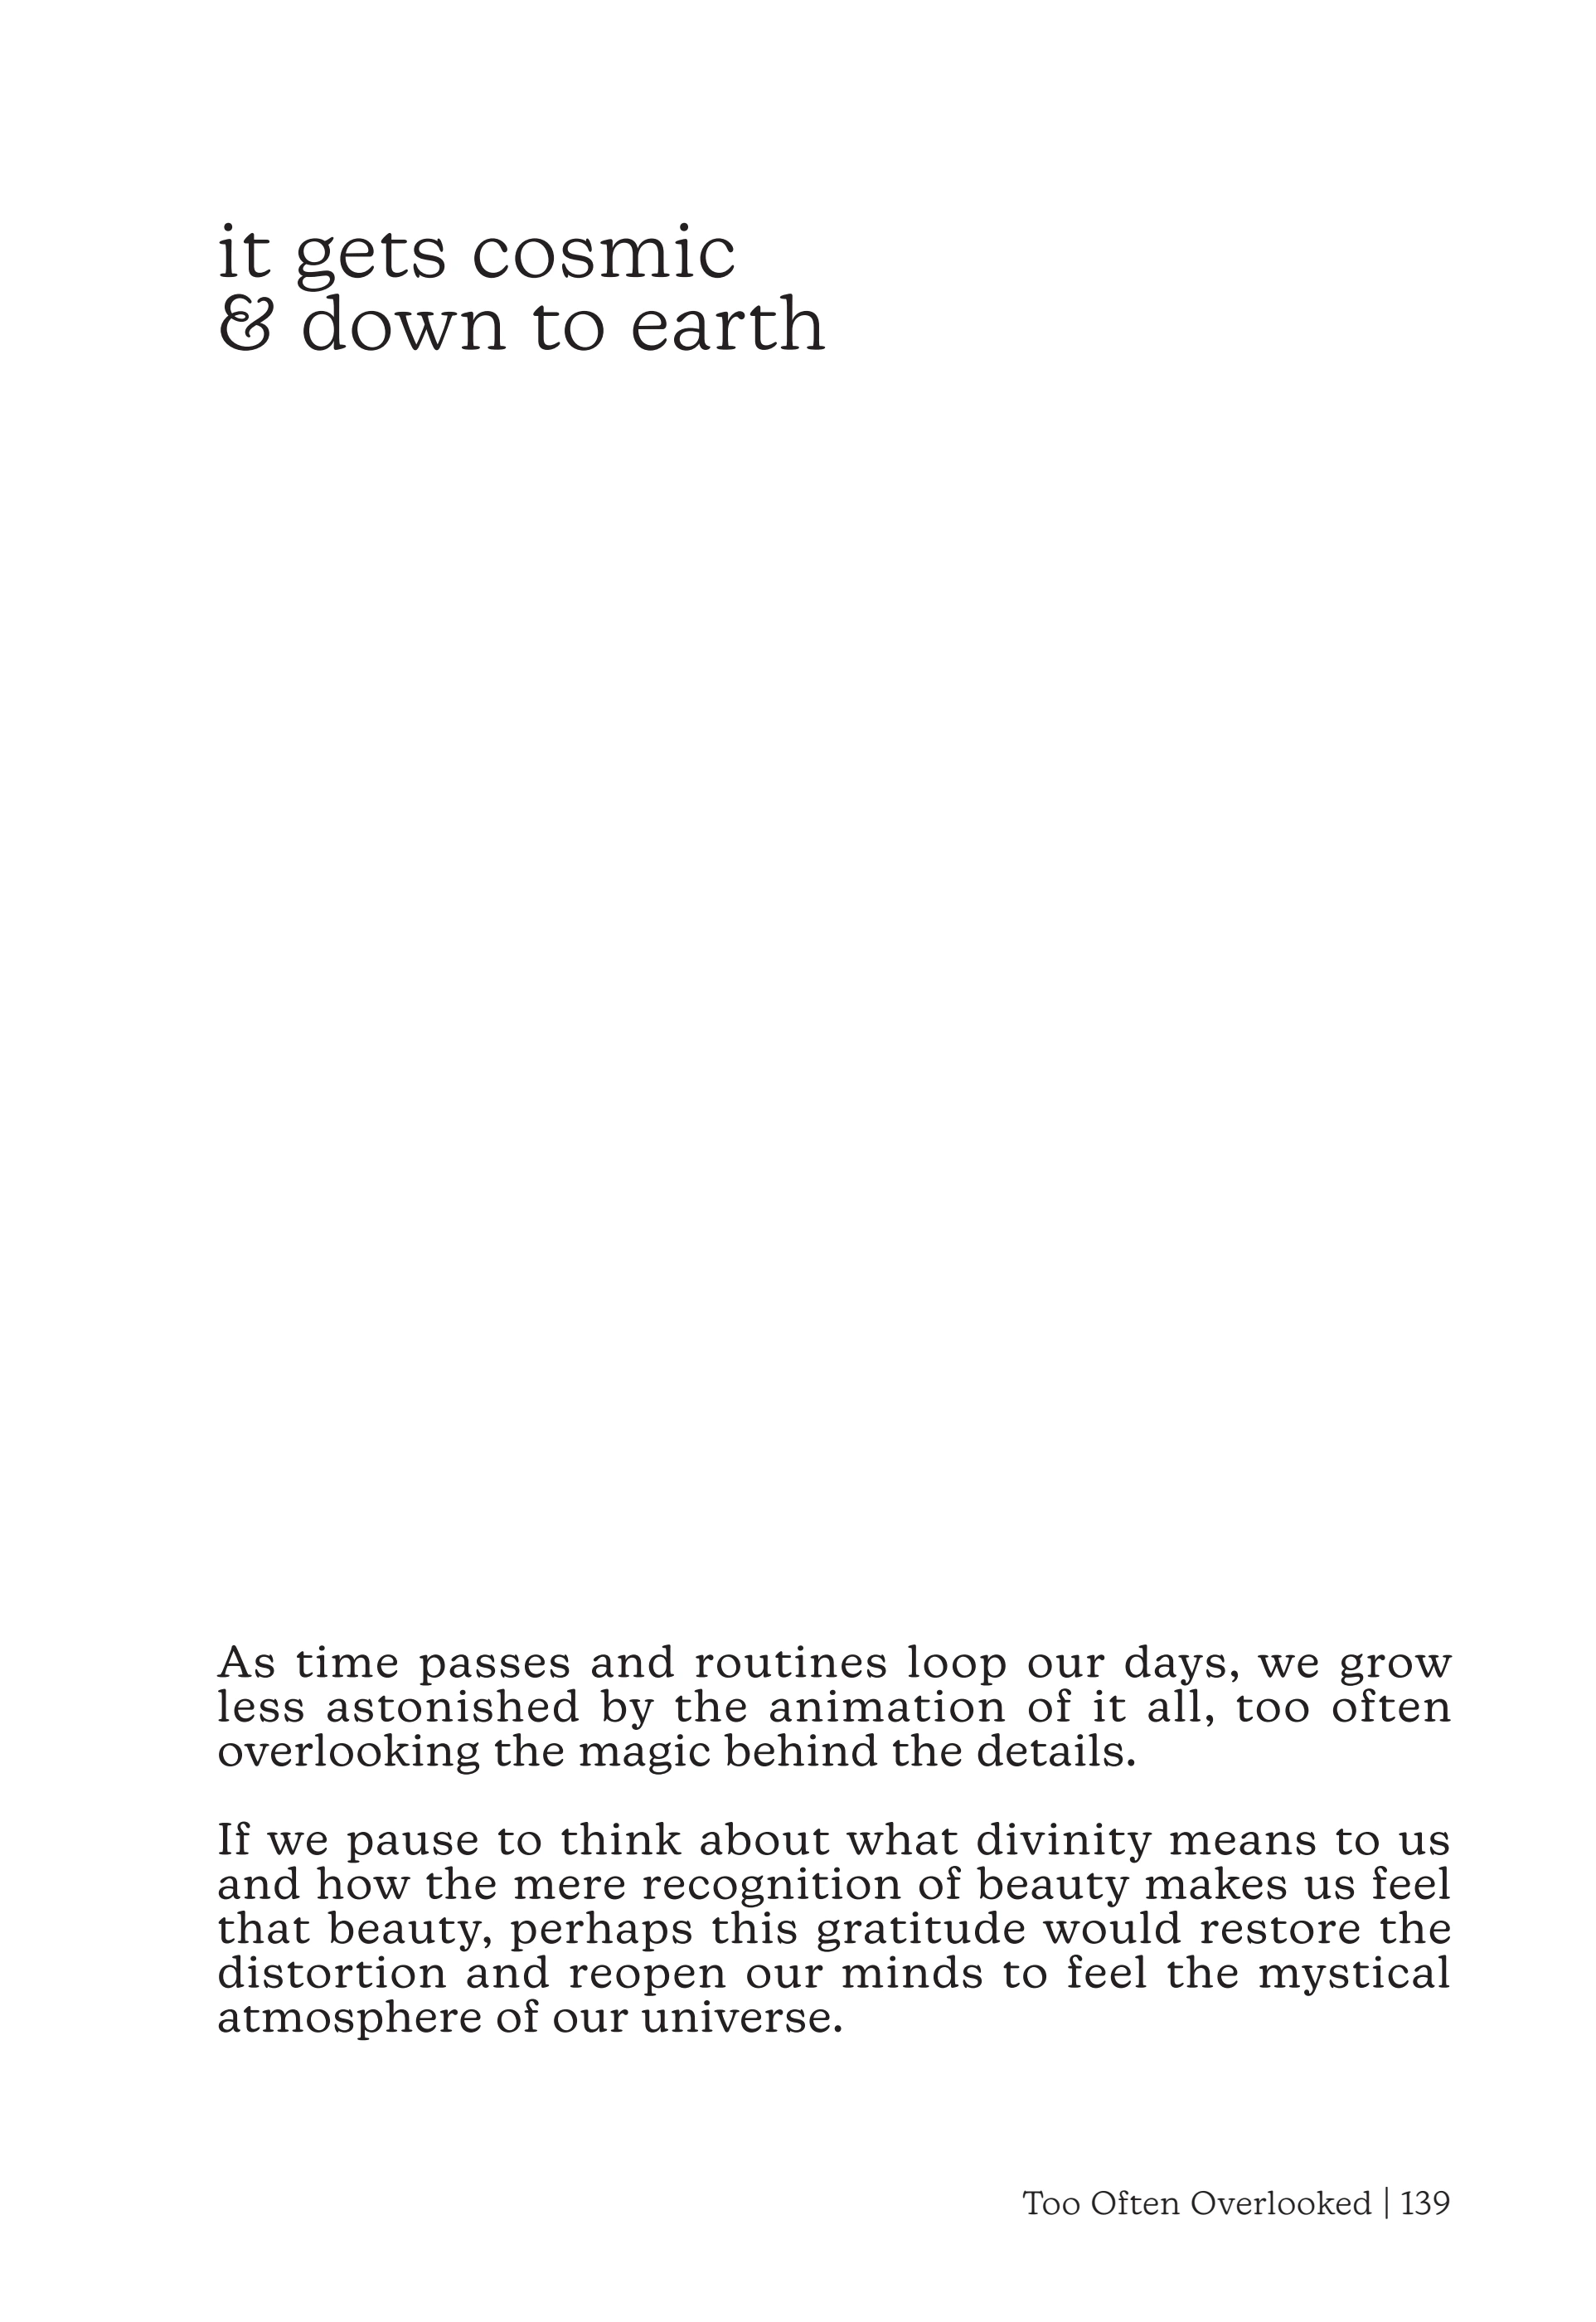 it gets cosmic
& down to earth
As time passes and routines loop our days, we grow
less astonished by the animation of it all, too often
overlooking the magic behind the details.
If we pause to think about what divinity means to us
and how the mere recognition of beauty makes us feel
that beauty, perhaps this gratitude would restore the
distortion and reopen our minds to feel the mystical
atmosphere of our universe.
Too Often Overlooked | 139